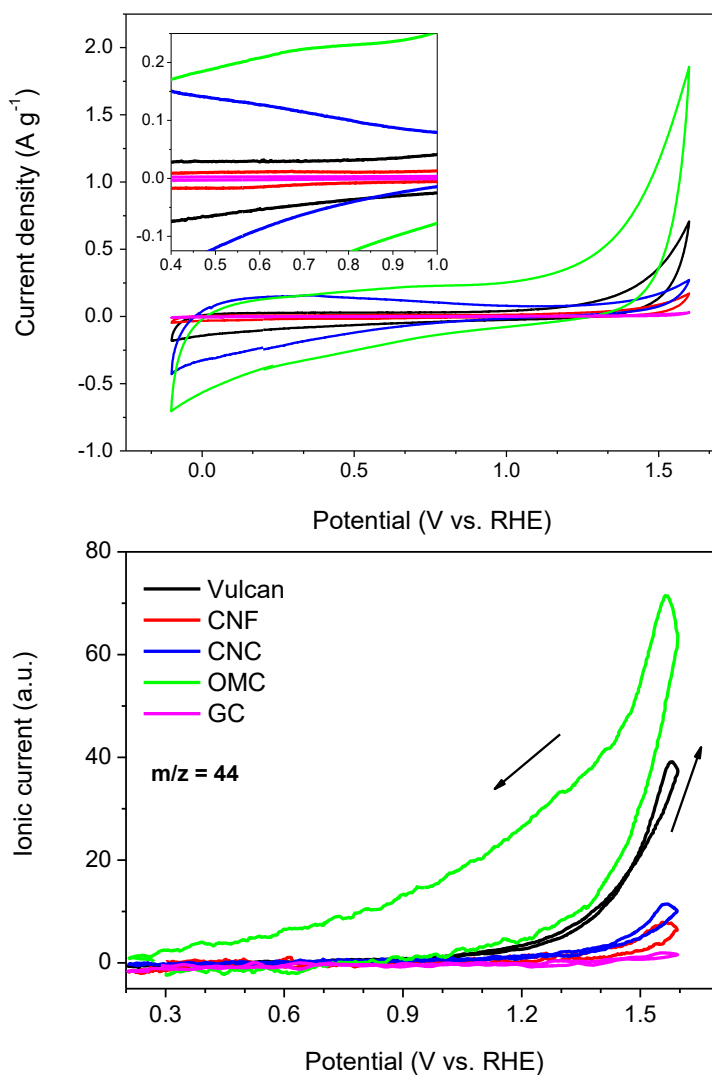 2.0
1.5
1.0
0.5
0.0
-0.5
-1.0
Current density (A g⁻¹)
0.2
0.1
0.0
-0.1
0.4 0.5 0.6 0.7 0.8 0.9 1.0
0.0 0.5 1.0 1.5
Potential (V vs. RHE)
80
60
40
20
0
Ionic current (a.u.)
Vulcan
CNF
CNC
OMC
GC
m/z = 44
0.3 0.6 0.9 1.2 1.5
Potential (V vs. RHE)